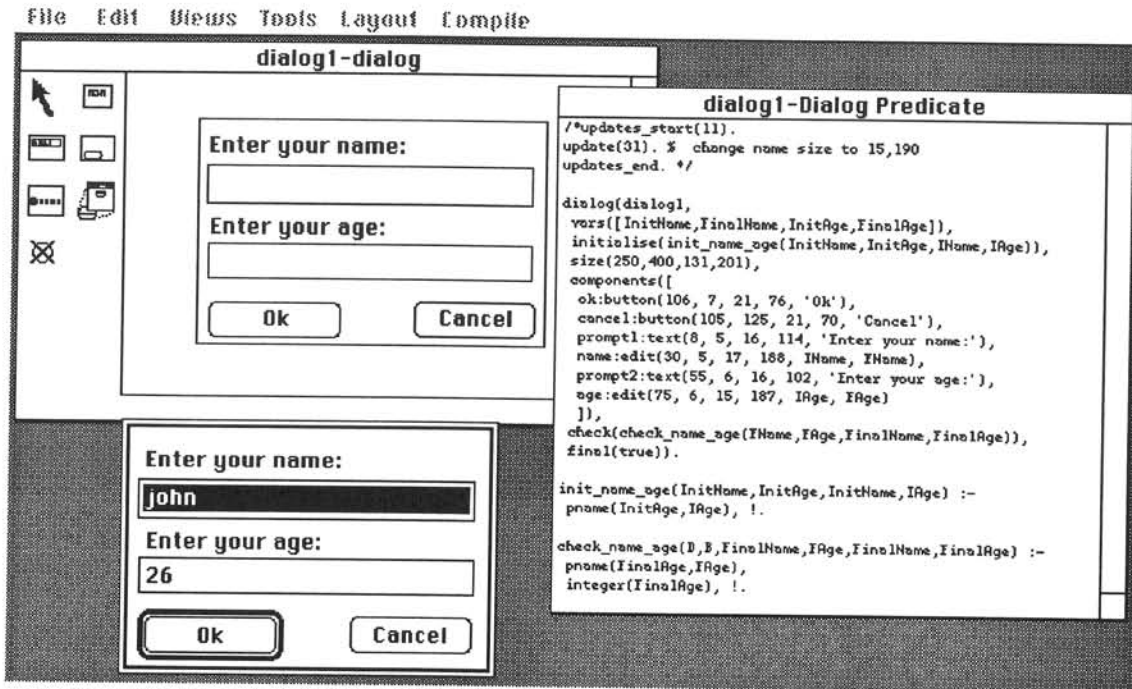 File Edit Views Tools Layout Compile
dialog1-dialog
Enter your name:
Enter your age:
Ok Cancel
Enter your name:
john
Enter your age:
26
Ok Cancel
dialog1-Dialog Predicate
/*updates_start(11).
update(31). % change name size to 15,190
updates_end. */
dialog(dialog1,
vars([InitName,FinalName,InitAge,FinalAge]),
initialise(init_name_age(InitName,InitAge,IName,IAge)),
size(250,400,131,201),
components([
ok:button(106, 7, 21, 76, 'Ok'),
cancel:button(105, 125, 21, 70, 'Cancel'),
prompt1:text(8, 5, 16, 114, 'Enter your name:'),
name:edit(30, 5, 17, 188, IName, FName),
prompt2:text(55, 6, 16, 102, 'Enter your age:'),
age:edit(75, 6, 15, 187, IAge, FAge)
]),
check(check_name_age(FName,FAge,FinalName,FinalAge)),
final(true)).
init_name_age(InitName,InitAge,InitName,IAge) :-
pname(InitAge,IAge), !.
check_name_age(D,B,FinalName,FAge,FinalName,FinalAge) :-
pname(FinalAge,FAge),
integer(FinalAge), !.